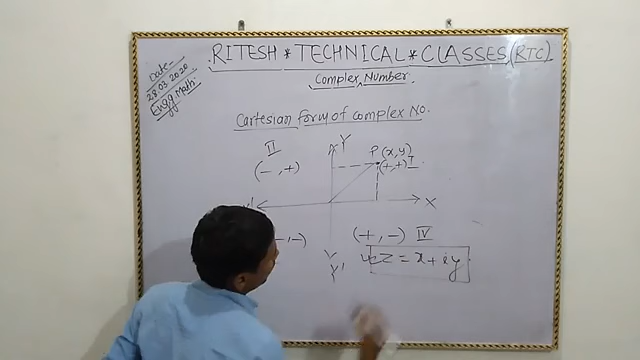 RITESH * TECHNICAL * CLASSES, (RTC)
Complex Number
Date-
28.03.2020
Engg Math
Cartesian form of complex No.
II
(-, +)
Y
P (x, y)
(+, +) I
X
-, -)
(+, -) IV
Y'
Z = x + iy